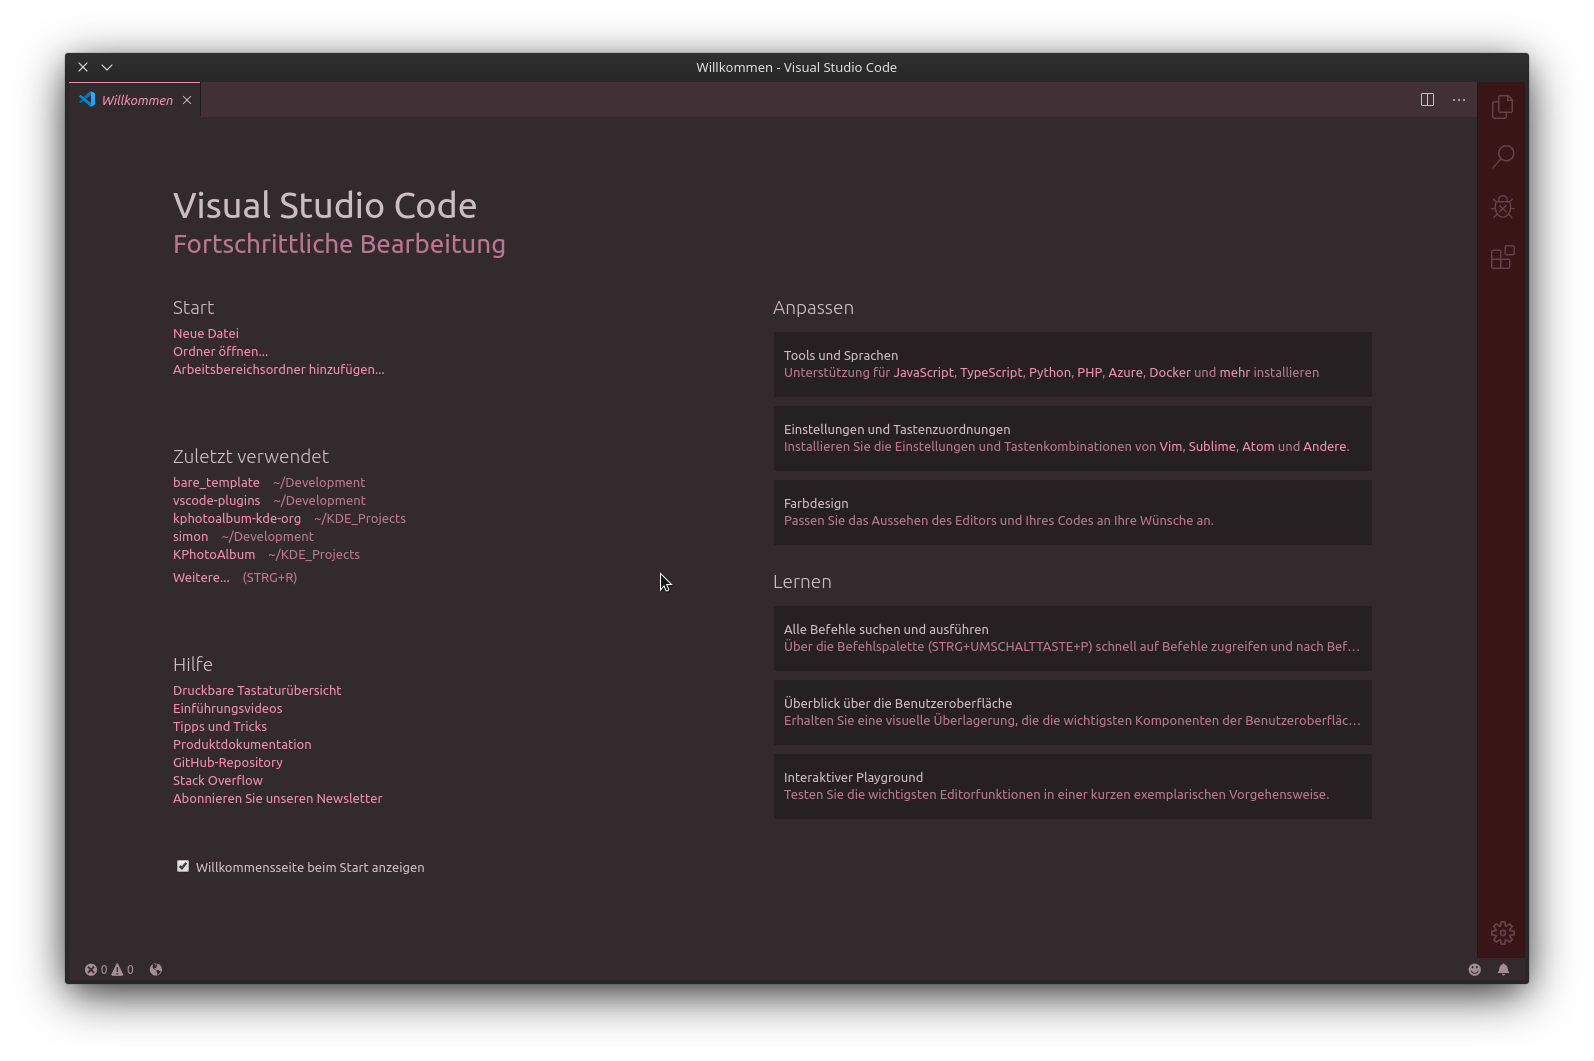 Willkommen - Visual Studio Code
Willkommen
Visual Studio Code
Fortschrittliche Bearbeitung
Start
Neue Datei
Ordner öffnen...
Arbeitsbereichsordner hinzufügen...
Zuletzt verwendet
bare_template ~/Development
vscode-plugins ~/Development
kphotoalbum-kde-org ~/KDE_Projects
simon ~/Development
KPhotoAlbum ~/KDE_Projects
Weitere... (STRG+R)
Hilfe
Druckbare Tastaturübersicht
Einführungsvideos
Tipps und Tricks
Produktdokumentation
GitHub-Repository
Stack Overflow
Abonnieren Sie unseren Newsletter
Willkommensseite beim Start anzeigen
Anpassen
Tools und Sprachen
Unterstützung für JavaScript, TypeScript, Python, PHP, Azure, Docker und mehr installieren
Einstellungen und Tastenzuordnungen
Installieren Sie die Einstellungen und Tastenkombinationen von Vim, Sublime, Atom und Andere.
Farbdesign
Passen Sie das Aussehen des Editors und Ihres Codes an Ihre Wünsche an.
Lernen
Alle Befehle suchen und ausführen
Über die Befehlspalette (STRG+UMSCHALTTASTE+P) schnell auf Befehle zugreifen und nach Bef...
Überblick über die Benutzeroberfläche
Erhalten Sie eine visuelle Überlagerung, die die wichtigsten Komponenten der Benutzeroberfläc...
Interaktiver Playground
Testen Sie die wichtigsten Editorfunktionen in einer kurzen exemplarischen Vorgehensweise.
0 0